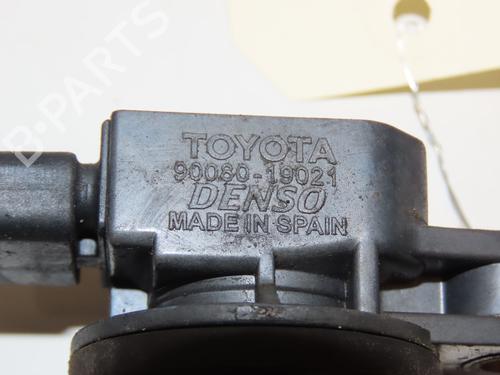 TOYOTA
90080-19021
DENSO
MADE IN SPAIN
B-PARTS